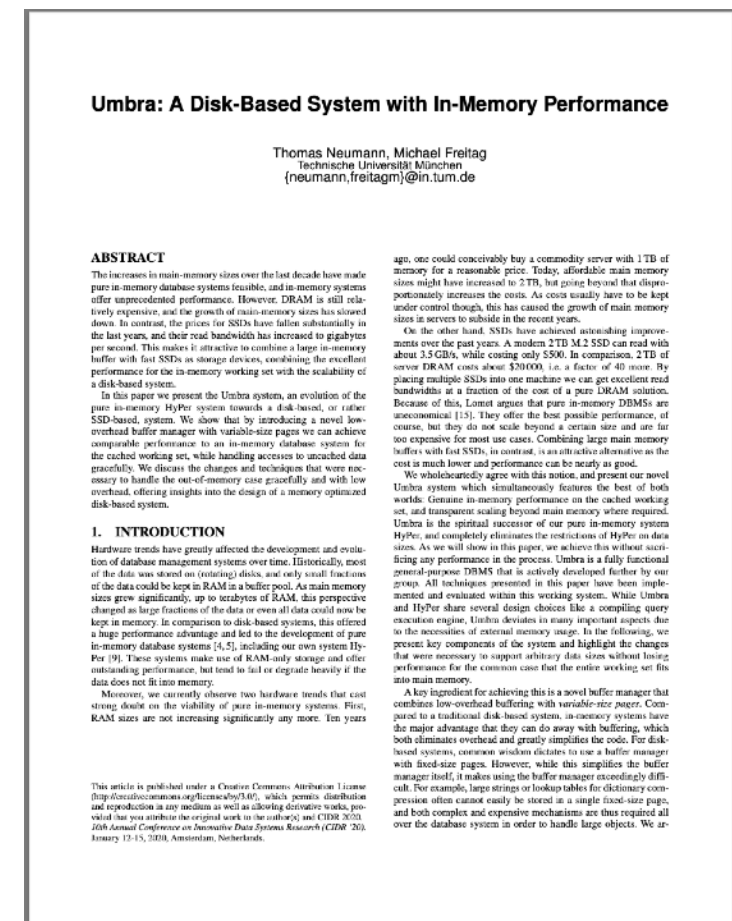 Umbra: A Disk-Based System with In-Memory Performance
Thomas Neumann, Michael Freitag
Technische Universität München
{neumann,freitagm}@in.tum.de
ABSTRACT
The increases in main-memory sizes over the last decade have made
pure in-memory database systems feasible, and in-memory systems
offer unprecedented performance. However, DRAM is still rela-
tively expensive, and the growth of main-memory sizes has slowed
down. In contrast, the prices for SSDs have fallen substantially in
the last years, and their read bandwidth has increased to gigabytes
per second. This makes it attractive to combine a large in-memory
buffer with fast SSDs as storage devices, combining the excellent
performance for the in-memory working set with the scalability of
a disk-based system.
In this paper we present the Umbra system, an evolution of the
pure in-memory HyPer system towards a disk-based, or rather
SSD-based, system. We show that by introducing a novel low-
overhead buffer manager with variable-size pages we can achieve
comparable performance to an in-memory database system for
the cached working set, while handling accesses to uncached data
gracefully. We discuss the changes and techniques that were nec-
essary to handle the out-of-memory case gracefully and with low
overhead, offering insights into the design of a memory optimized
disk-based system.
1. INTRODUCTION
Hardware trends have greatly affected the development and evolu-
tion of database management systems over time. Historically, most
of the data was stored on (rotating) disks, and only small fractions
of the data could be kept in RAM in a buffer pool. As main memory
sizes grew significantly, up to terabytes of RAM, this perspective
changed as large fractions of the data or even all data could now be
kept in memory. In comparison to disk-based systems, this offered
a huge performance advantage and led to the development of pure
in-memory database systems [4, 5], including our own system Hy-
Per [9]. These systems make use of RAM-only storage and offer
outstanding performance, but tend to fail or degrade heavily if the
data does not fit into memory.
Moreover, we currently observe two hardware trends that cast
strong doubt on the viability of pure in-memory systems. First,
RAM sizes are not increasing significantly any more. Ten years
This article is published under a Creative Commons Attribution License
(http://creativecommons.org/licenses/by/3.0/), which permits distribution
and reproduction in any medium as well as allowing derivative works, pro-
vided that you attribute the original work to the author(s) and CIDR 2020.
10th Annual Conference on Innovative Data Systems Research (CIDR '20).
January 12-15, 2020, Amsterdam, Netherlands.
ago, one could conceivably buy a commodity server with 1 TB of
memory for a reasonable price. Today, affordable main memory
sizes might have increased to 2 TB, but going beyond that dispro-
portionately increases the costs. As costs usually have to be kept
under control though, this has caused the growth of main memory
sizes in servers to subside in the recent years.
On the other hand, SSDs have achieved astonishing improve-
ments over the past years. A modern 2 TB M.2 SSD can read with
about 3.5 GB/s, while costing only $500. In comparison, 2 TB of
server DRAM costs about $20 000, i.e. a factor of 40 more. By
placing multiple SSDs into one machine we can get excellent read
bandwidths at a fraction of the cost of a pure DRAM solution.
Because of this, Lomet argues that pure in-memory DBMSs are
uneconomical [15]. They offer the best possible performance, of
course, but they do not scale beyond a certain size and are far
too expensive for most use cases. Combining large main memory
buffers with fast SSDs, in contrast, is an attractive alternative as the
cost is much lower and performance can be nearly as good.
We wholeheartedly agree with this notion, and present our novel
Umbra system which simultaneously features the best of both
worlds: Genuine in-memory performance on the cached working
set, and transparent scaling beyond main memory where required.
Umbra is the spiritual successor of our pure in-memory system
HyPer, and completely eliminates the restrictions of HyPer on data
sizes. As we will show in this paper, we achieve this without sacri-
ficing any performance in the process. Umbra is a fully functional
general-purpose DBMS that is actively developed further by our
group. All techniques presented in this paper have been imple-
mented and evaluated within this working system. While Umbra
and HyPer share several design choices like a compiling query
execution engine, Umbra deviates in many important aspects due
to the necessities of external memory usage. In the following, we
present key components of the system and highlight the changes
that were necessary to support arbitrary data sizes without losing
performance for the common case that the entire working set fits
into main memory.
A key ingredient for achieving this is a novel buffer manager that
combines low-overhead buffering with variable-size pages. Com-
pared to a traditional disk-based system, in-memory systems have
the major advantage that they can do away with buffering, which
both eliminates overhead and greatly simplifies the code. For disk-
based systems, common wisdom dictates to use a buffer manager
with fixed-size pages. However, while this simplifies the buffer
manager itself, it makes using the buffer manager exceedingly diffi-
cult. For example, large strings or lookup tables for dictionary com-
pression often cannot easily be stored in a single fixed-size page,
and both complex and expensive mechanisms are thus required all
over the database system in order to handle large objects. We ar-